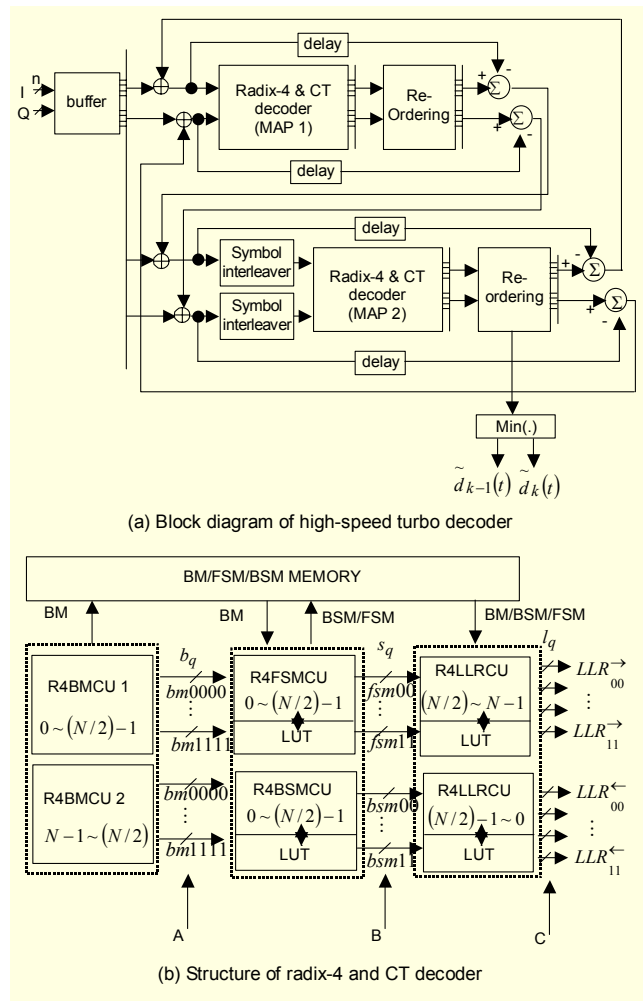 delay
n
I
Q
buffer
Radix-4 & CT
decoder
(MAP 1)
Re-
Ordering
+
-
Σ
+
-
Σ
delay
delay
Symbol
interleaver
Radix-4 & CT
decoder
(MAP 2)
Re-
ordering
+
-
Σ
Symbol
interleaver
+
-
Σ
delay
Min(.)
d̃k−1(t) d̃k(t)
(a) Block diagram of high-speed turbo decoder
BM/FSM/BSM MEMORY
BM
BM
BSM/FSM
BM/BSM/FSM
R4BMCU 1
0 ~ (N/2)−1
bq
bm0000
⋮
bm1111
R4FSMCU
0 ~ (N/2)−1
LUT
sq
fsm00
⋮
fsm11
R4LLRCU
(N/2) ~ N−1
LUT
lq
LLR→00
⋮
LLR→11
R4BMCU 2
N−1 ~ (N/2)
bm0000
⋮
bm1111
R4BSMCU
0 ~ (N/2)−1
LUT
bsm00
⋮
bsm11
R4LLRCU
(N/2)−1 ~ 0
LUT
LLR←00
⋮
LLR←11
A
B
C
(b) Structure of radix-4 and CT decoder